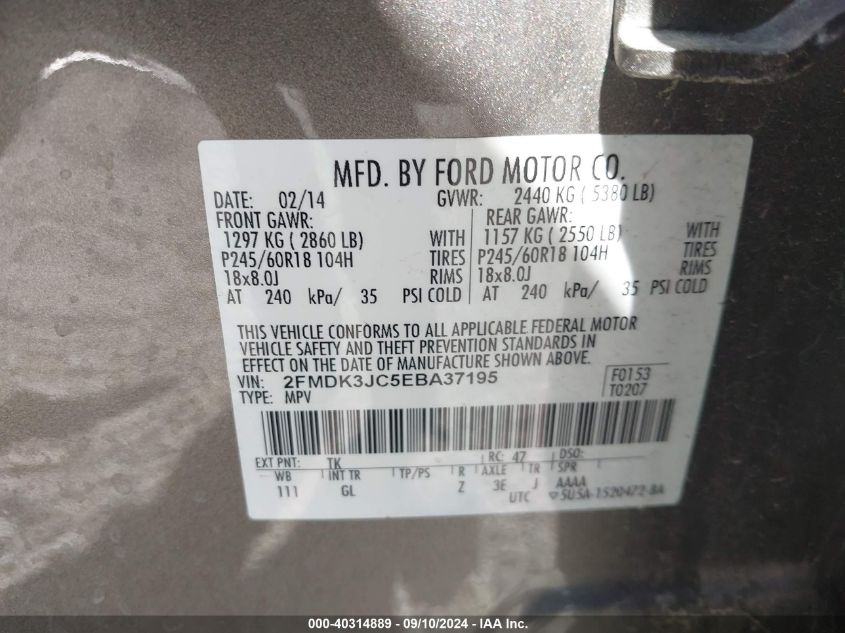 MFD. BY FORD MOTOR CO.
DATE: 02/14 GVWR: 2440 KG ( 5380 LB)
FRONT GAWR: REAR GAWR:
1297 KG ( 2860 LB) WITH 1157 KG ( 2550 LB) WITH
P245/60R18 104H TIRES P245/60R18 104H TIRES
18x8.0J RIMS 18x8.0J RIMS
AT 240 kPa/ 35 PSI COLD AT 240 kPa/ 35 PSI COLD
THIS VEHICLE CONFORMS TO ALL APPLICABLE FEDERAL MOTOR
VEHICLE SAFETY AND THEFT PREVENTION STANDARDS IN
EFFECT ON THE DATE OF MANUFACTURE SHOWN ABOVE.
VIN: 2FMDK3JC5EBA37195 F0153
TYPE: MPV T0207
EXT PNT: TK RC: 47 DSO:
WB INT TR TP/PS R AXLE TR SPR
111 GL Z 3E J AAAA
UTC 5U5A-1520472-BA
000-40314889 - 09/10/2024 - IAAI.com